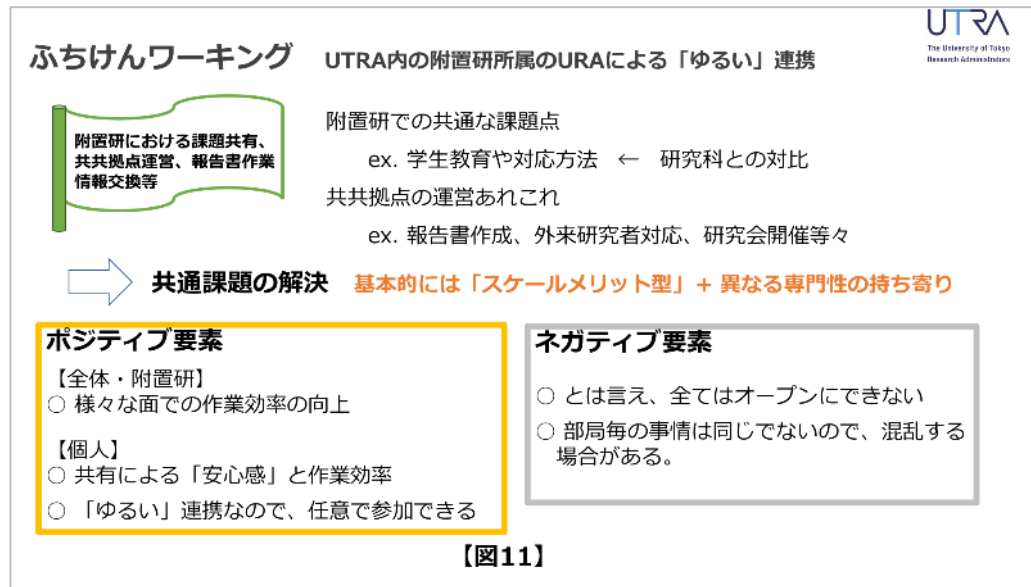 UTRA
The University of Tokyo
Research Administrators
ふちけんワーキング UTRA内の附置研所属のURAによる「ゆるい」連携
附置研における課題共有、
共共拠点運営、報告書作業
情報交換等
附置研での共通な課題点
ex. 学生教育や対応方法 ← 研究科との対比
共共拠点の運営あれこれ
ex. 報告書作成、外来研究者対応、研究会開催等々
共通課題の解決 基本的には「スケールメリット型」+ 異なる専門性の持ち寄り
ポジティブ要素
【全体・附置研】
○ 様々な面での作業効率の向上
【個人】
○ 共有による「安心感」と作業効率
○ 「ゆるい」連携なので、任意で参加できる
ネガティブ要素
○ とは言え、全てはオープンにできない
○ 部局毎の事情は同じでないので、混乱する
場合がある。
【図11】